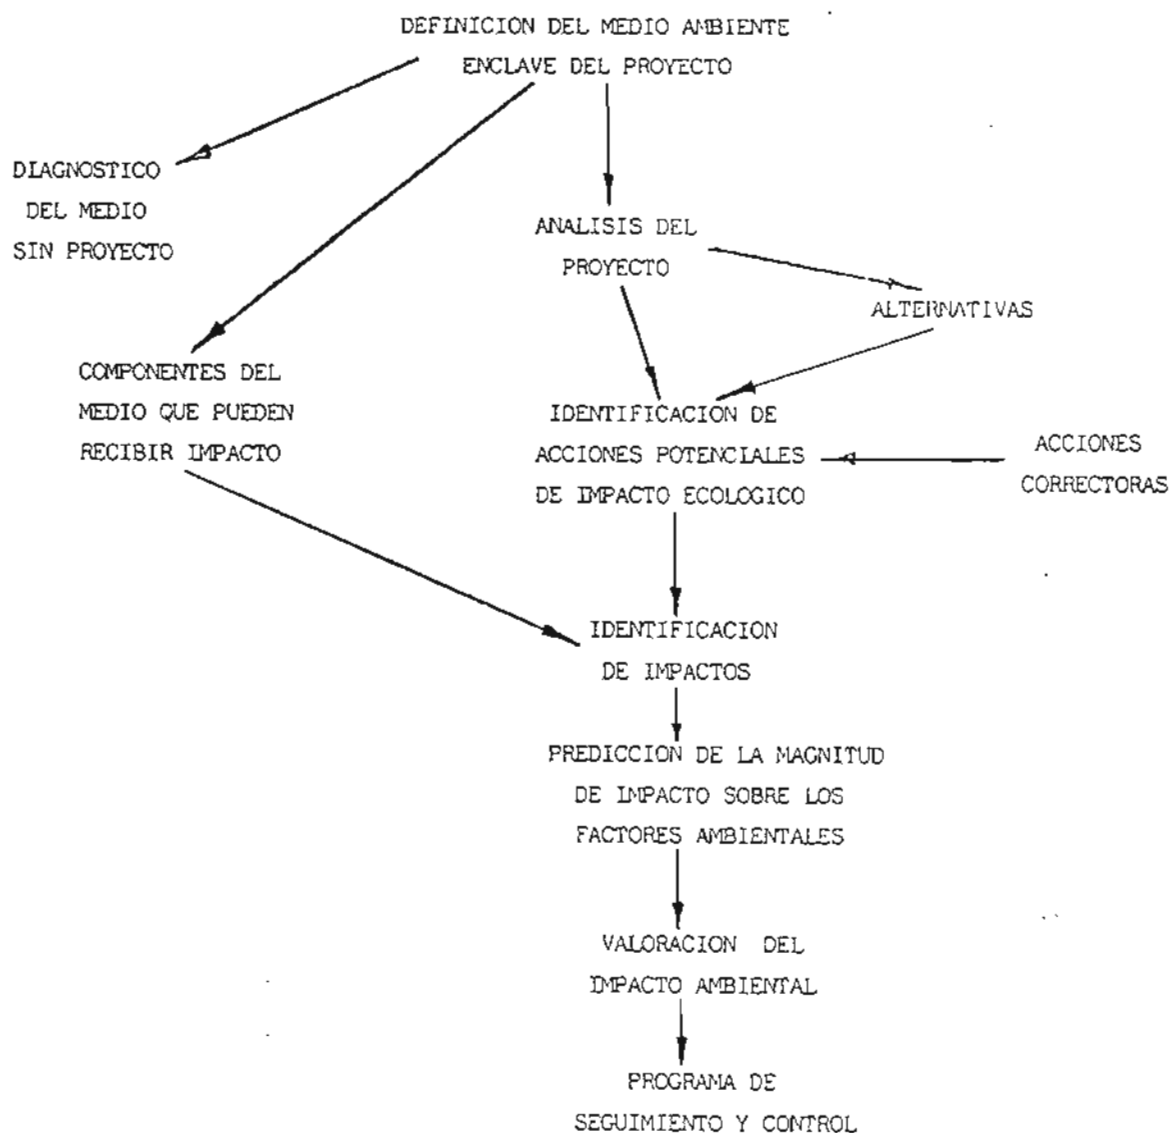 DEFINICION DEL MEDIO AMBIENTE
ENCLAVE DEL PROYECTO
DIAGNOSTICO
DEL MEDIO
SIN PROYECTO
ANALISIS DEL
PROYECTO
ALTERNATIVAS
COMPONENTES DEL
MEDIO QUE PUEDEN
RECIBIR IMPACTO
IDENTIFICACION DE
ACCIONES POTENCIALES
DE IMPACTO ECOLOGICO
ACCIONES
CORRECTORAS
IDENTIFICACION
DE IMPACTOS
PREDICCION DE LA MAGNITUD
DE IMPACTO SOBRE LOS
FACTORES AMBIENTALES
VALORACION DEL
IMPACTO AMBIENTAL
PROGRAMA DE
SEGUIMIENTO Y CONTROL